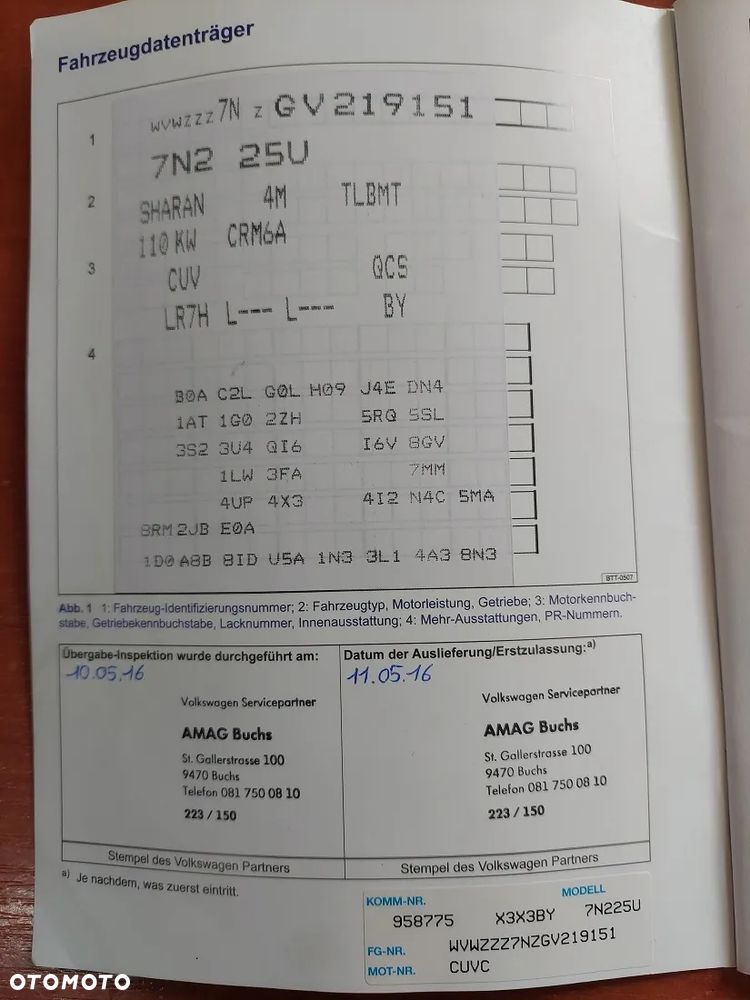 Fahrzeugdatenträger
1
WVWZZZ 7N Z GV219151
7N2 25U
2
SHARAN 4M TLBMT
110 KW CRM6A
3
CUV QCS
LR7H L--- L--- BY
4
B0A C2L G0L H09 J4E DN4
1AT 1G0 2ZH 5RQ 5SL
3S2 3U4 QI6 I6V 8GV
1LW 3FA 7MM
4UP 4X3 4I2 N4C 5MA
8RM 2JB E0A
1D0 A8B 8ID U5A 1N3 3L1 4A3 8N3
BTT-0507
Abb. 1 1: Fahrzeug-Identifizierungsnummer; 2: Fahrzeugtyp, Motorleistung, Getriebe; 3: Motorkennbuch-
stabe, Getriebekennbuchstabe, Lacknummer, Innenausstattung; 4: Mehr-Ausstattungen, PR-Nummern.
Übergabe-Inspektion wurde durchgeführt am:
10.05.16
Volkswagen Servicepartner
AMAG Buchs
St. Gallerstrasse 100
9470 Buchs
Telefon 081 750 08 10
223 / 150
Stempel des Volkswagen Partners
Datum der Auslieferung/Erstzulassung:a)
11.05.16
Volkswagen Servicepartner
AMAG Buchs
St. Gallerstrasse 100
9470 Buchs
Telefon 081 750 08 10
223 / 150
Stempel des Volkswagen Partners
a) Je nachdem, was zuerst eintritt.
KOMM-NR. MODELL
958775 X3X3BY 7N225U
FG-NR. WVWZZZ7NZGV219151
MOT-NR. CUVC
OTOMOTO